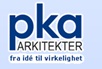 pka
ARKITEKTER
fra idé til virkelighet